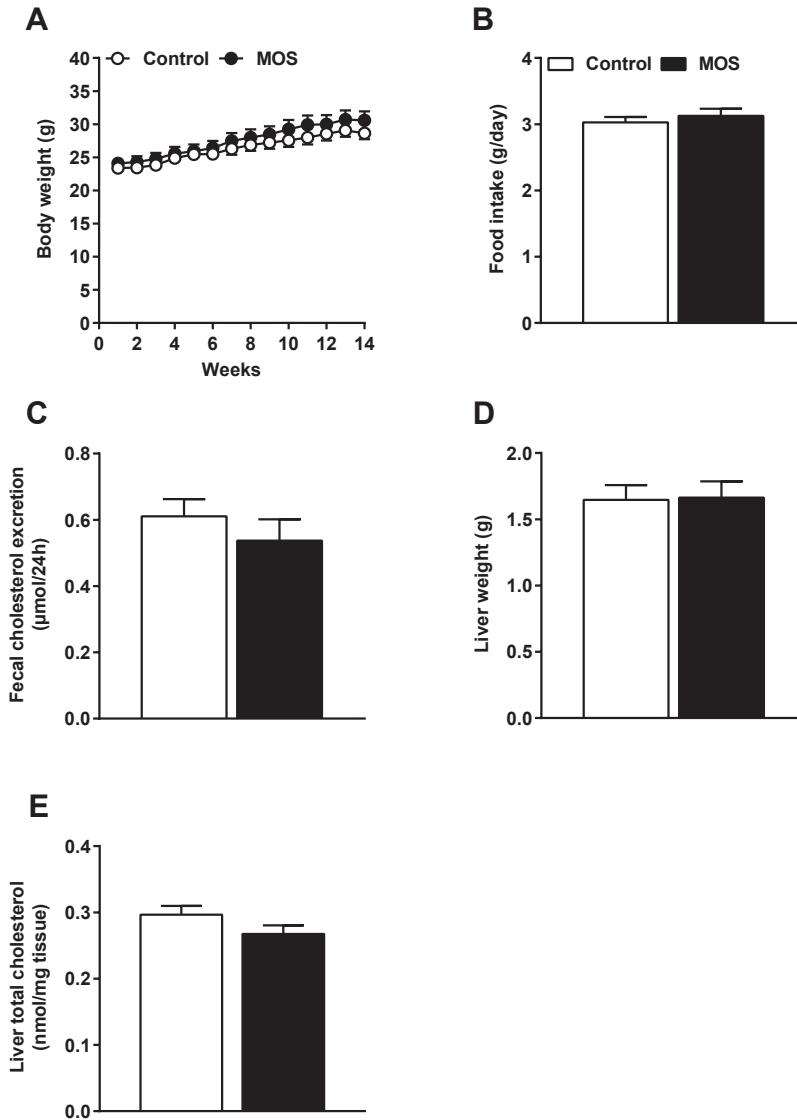 A
Control MOS
Body weight (g)
40
35
30
25
20
15
10
5
0
0 2 4 6 8 10 12 14
Weeks
B
Control MOS
Food intake (g/day)
4
3
2
1
0
C
Fecal cholesterol excretion
(µmol/24h)
0.8
0.6
0.4
0.2
0.0
D
Liver weight (g)
2.0
1.5
1.0
0.5
0.0
E
Liver total cholesterol
(nmol/mg tissue)
0.4
0.3
0.2
0.1
0.0